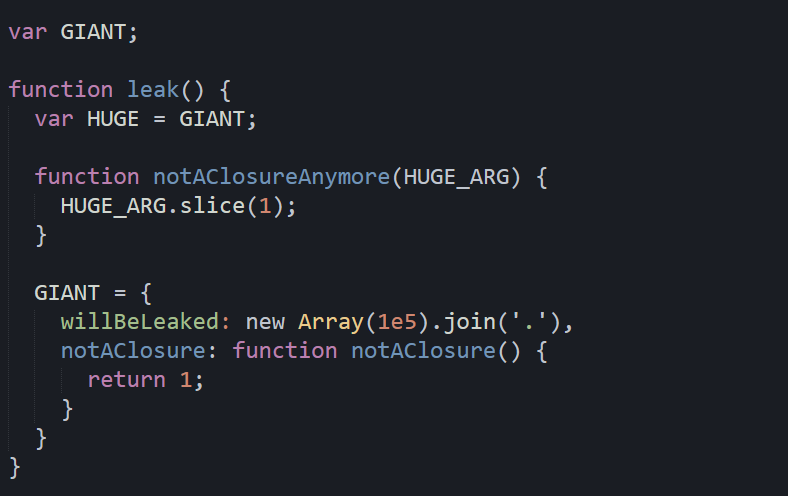 var GIANT;
function leak() {
var HUGE = GIANT;
function notAClosureAnymore(HUGE_ARG) {
HUGE_ARG.slice(1);
}
GIANT = {
willBeLeaked: new Array(1e5).join('.'),
notAClosure: function notAClosure() {
return 1;
}
}
}